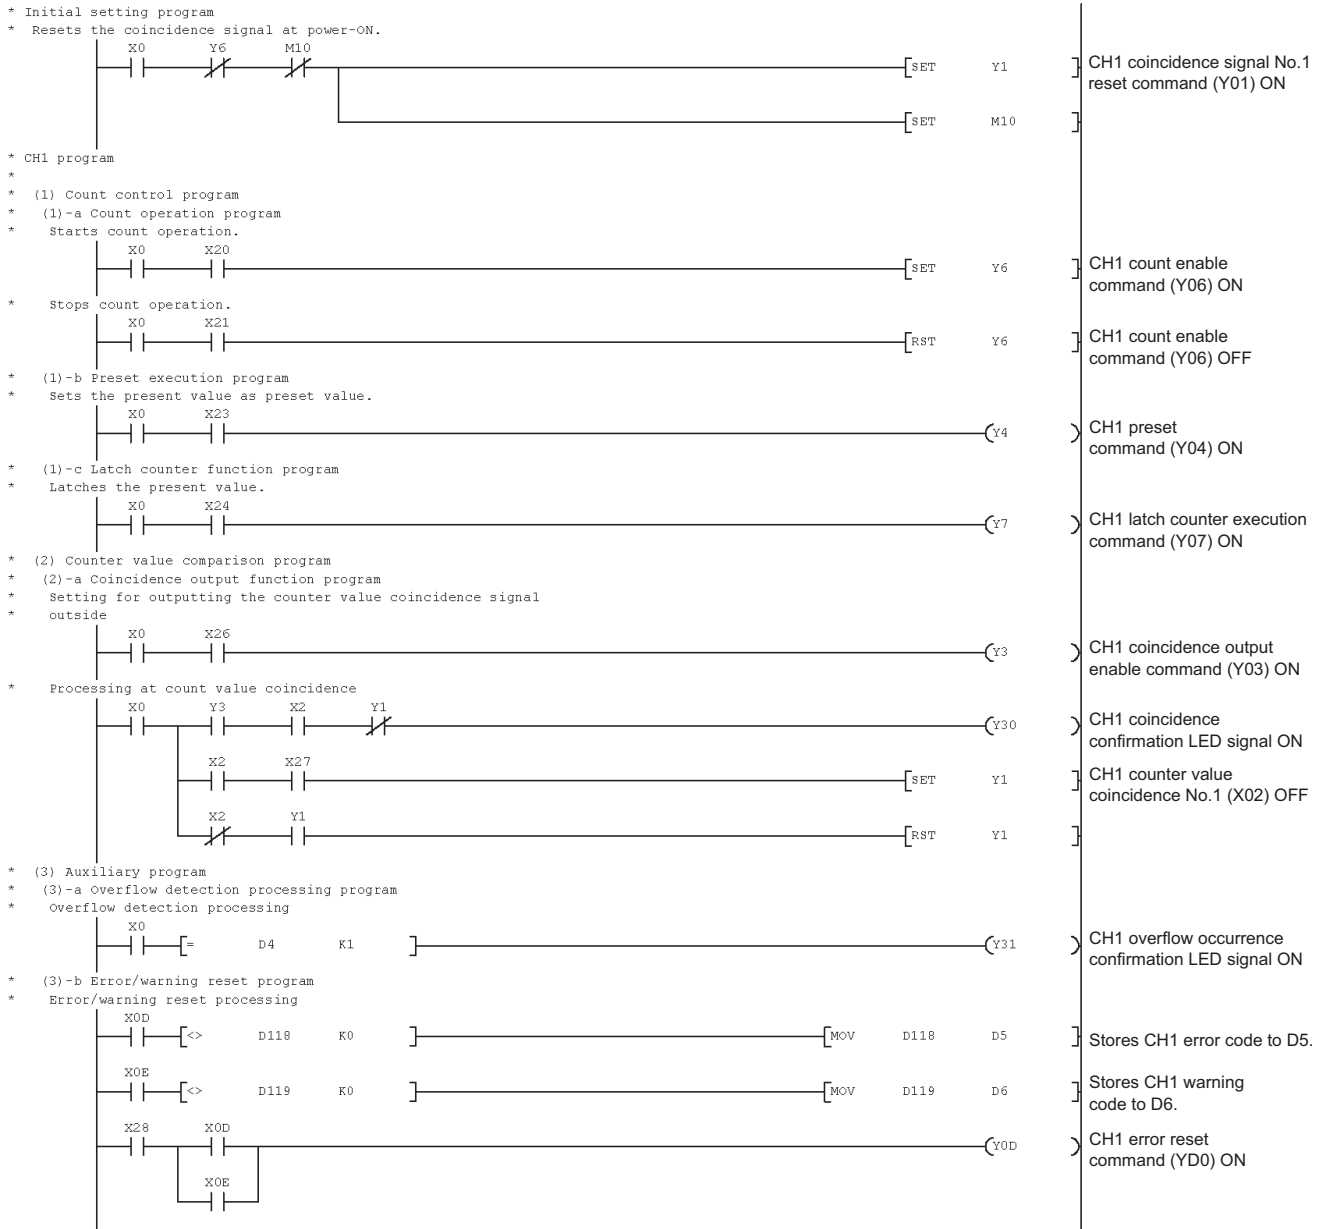 * Initial setting program
* Resets the coincidence signal at power-ON.
X0 Y6 M10
SET Y1
CH1 coincidence signal No.1
reset command (Y01) ON
SET M10
* CH1 program
*
* (1) Count control program
* (1)-a Count operation program
* Starts count operation.
X0 X20
SET Y6
CH1 count enable
command (Y06) ON
* Stops count operation.
X0 X21
RST Y6
CH1 count enable
command (Y06) OFF
* (1)-b Preset execution program
* Sets the present value as preset value.
X0 X23
Y4
CH1 preset
command (Y04) ON
* (1)-c Latch counter function program
* Latches the present value.
X0 X24
Y7
CH1 latch counter execution
command (Y07) ON
* (2) Counter value comparison program
* (2)-a Coincidence output function program
* Setting for outputting the counter value coincidence signal
* outside
X0 X26
Y3
CH1 coincidence output
enable command (Y03) ON
* Processing at count value coincidence
X0 Y3 X2 Y1
Y30
CH1 coincidence
confirmation LED signal ON
X2 X27
SET Y1
CH1 counter value
coincidence No.1 (X02) OFF
X2 Y1
RST Y1
* (3) Auxiliary program
* (3)-a Overflow detection processing program
* Overflow detection processing
X0
= D4 K1
Y31
CH1 overflow occurrence
confirmation LED signal ON
* (3)-b Error/warning reset program
* Error/warning reset processing
X0D
<> D118 K0
MOV D118 D5
Stores CH1 error code to D5.
X0E
<> D119 K0
MOV D119 D6
Stores CH1 warning
code to D6.
X28 X0D
Y0D
CH1 error reset
command (YD0) ON
X0E